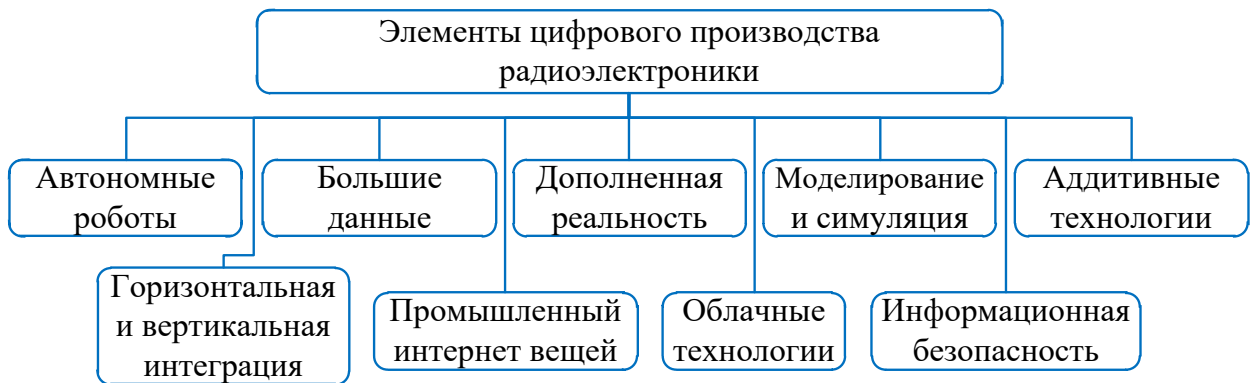 Элементы цифрового производства
радиоэлектроники
Автономные
роботы
Большие
данные
Дополненная
реальность
Моделирование
и симуляция
Аддитивные
технологии
Горизонтальная
и вертикальная
интеграция
Промышленный
интернет вещей
Облачные
технологии
Информационная
безопасность